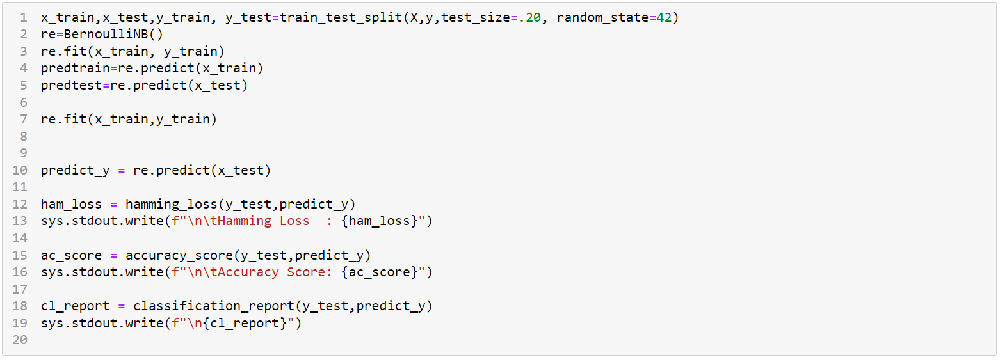 1 x_train,x_test,y_train, y_test=train_test_split(X,y,test_size=.20, random_state=42)
2 re=BernoulliNB()
3 re.fit(x_train, y_train)
4 predtrain=re.predict(x_train)
5 predtest=re.predict(x_test)
6
7 re.fit(x_train,y_train)
8
9
10 predict_y = re.predict(x_test)
11
12 ham_loss = hamming_loss(y_test,predict_y)
13 sys.stdout.write(f"\n\tHamming Loss  : {ham_loss}")
14
15 ac_score = accuracy_score(y_test,predict_y)
16 sys.stdout.write(f"\n\tAccuracy Score: {ac_score}")
17
18 cl_report = classification_report(y_test,predict_y)
19 sys.stdout.write(f"\n{cl_report}")
20